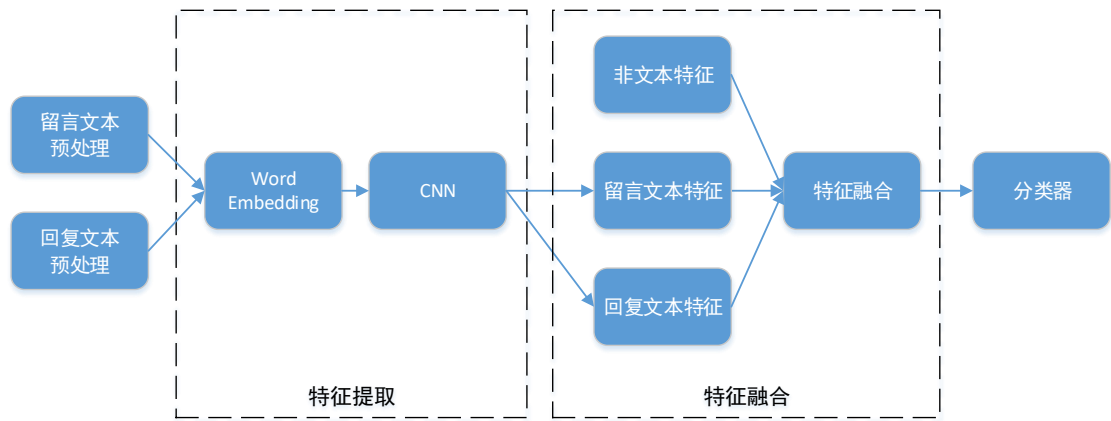 留言文本
预处理
回复文本
预处理
Word
Embedding
CNN
特征提取
非文本特征
留言文本特征
回复文本特征
特征融合
特征融合
分类器